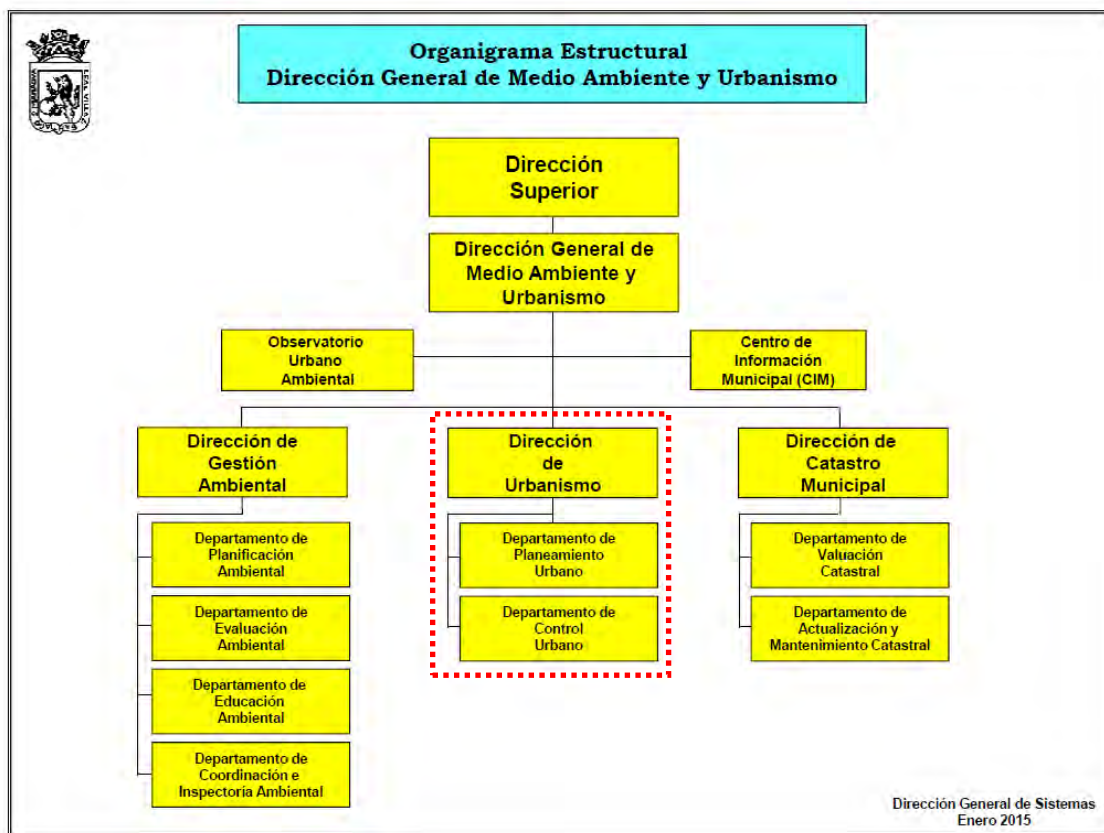 Organigrama Estructural
Dirección General de Medio Ambiente y Urbanismo
Dirección
Superior
Dirección General de
Medio Ambiente y
Urbanismo
Observatorio
Urbano
Ambiental
Centro de
Información
Municipal (CIM)
Dirección de
Gestión
Ambiental
Departamento de
Planificación
Ambiental
Departamento de
Evaluación
Ambiental
Departamento de
Educación
Ambiental
Departamento de
Coordinación e
Inspectoría Ambiental
Dirección
de
Urbanismo
Departamento de
Planeamiento
Urbano
Departamento de
Control
Urbano
Dirección de
Catastro
Municipal
Departamento de
Valuación
Catastral
Departamento de
Actualización y
Mantenimiento Catastral
Dirección General de Sistemas
Enero 2015